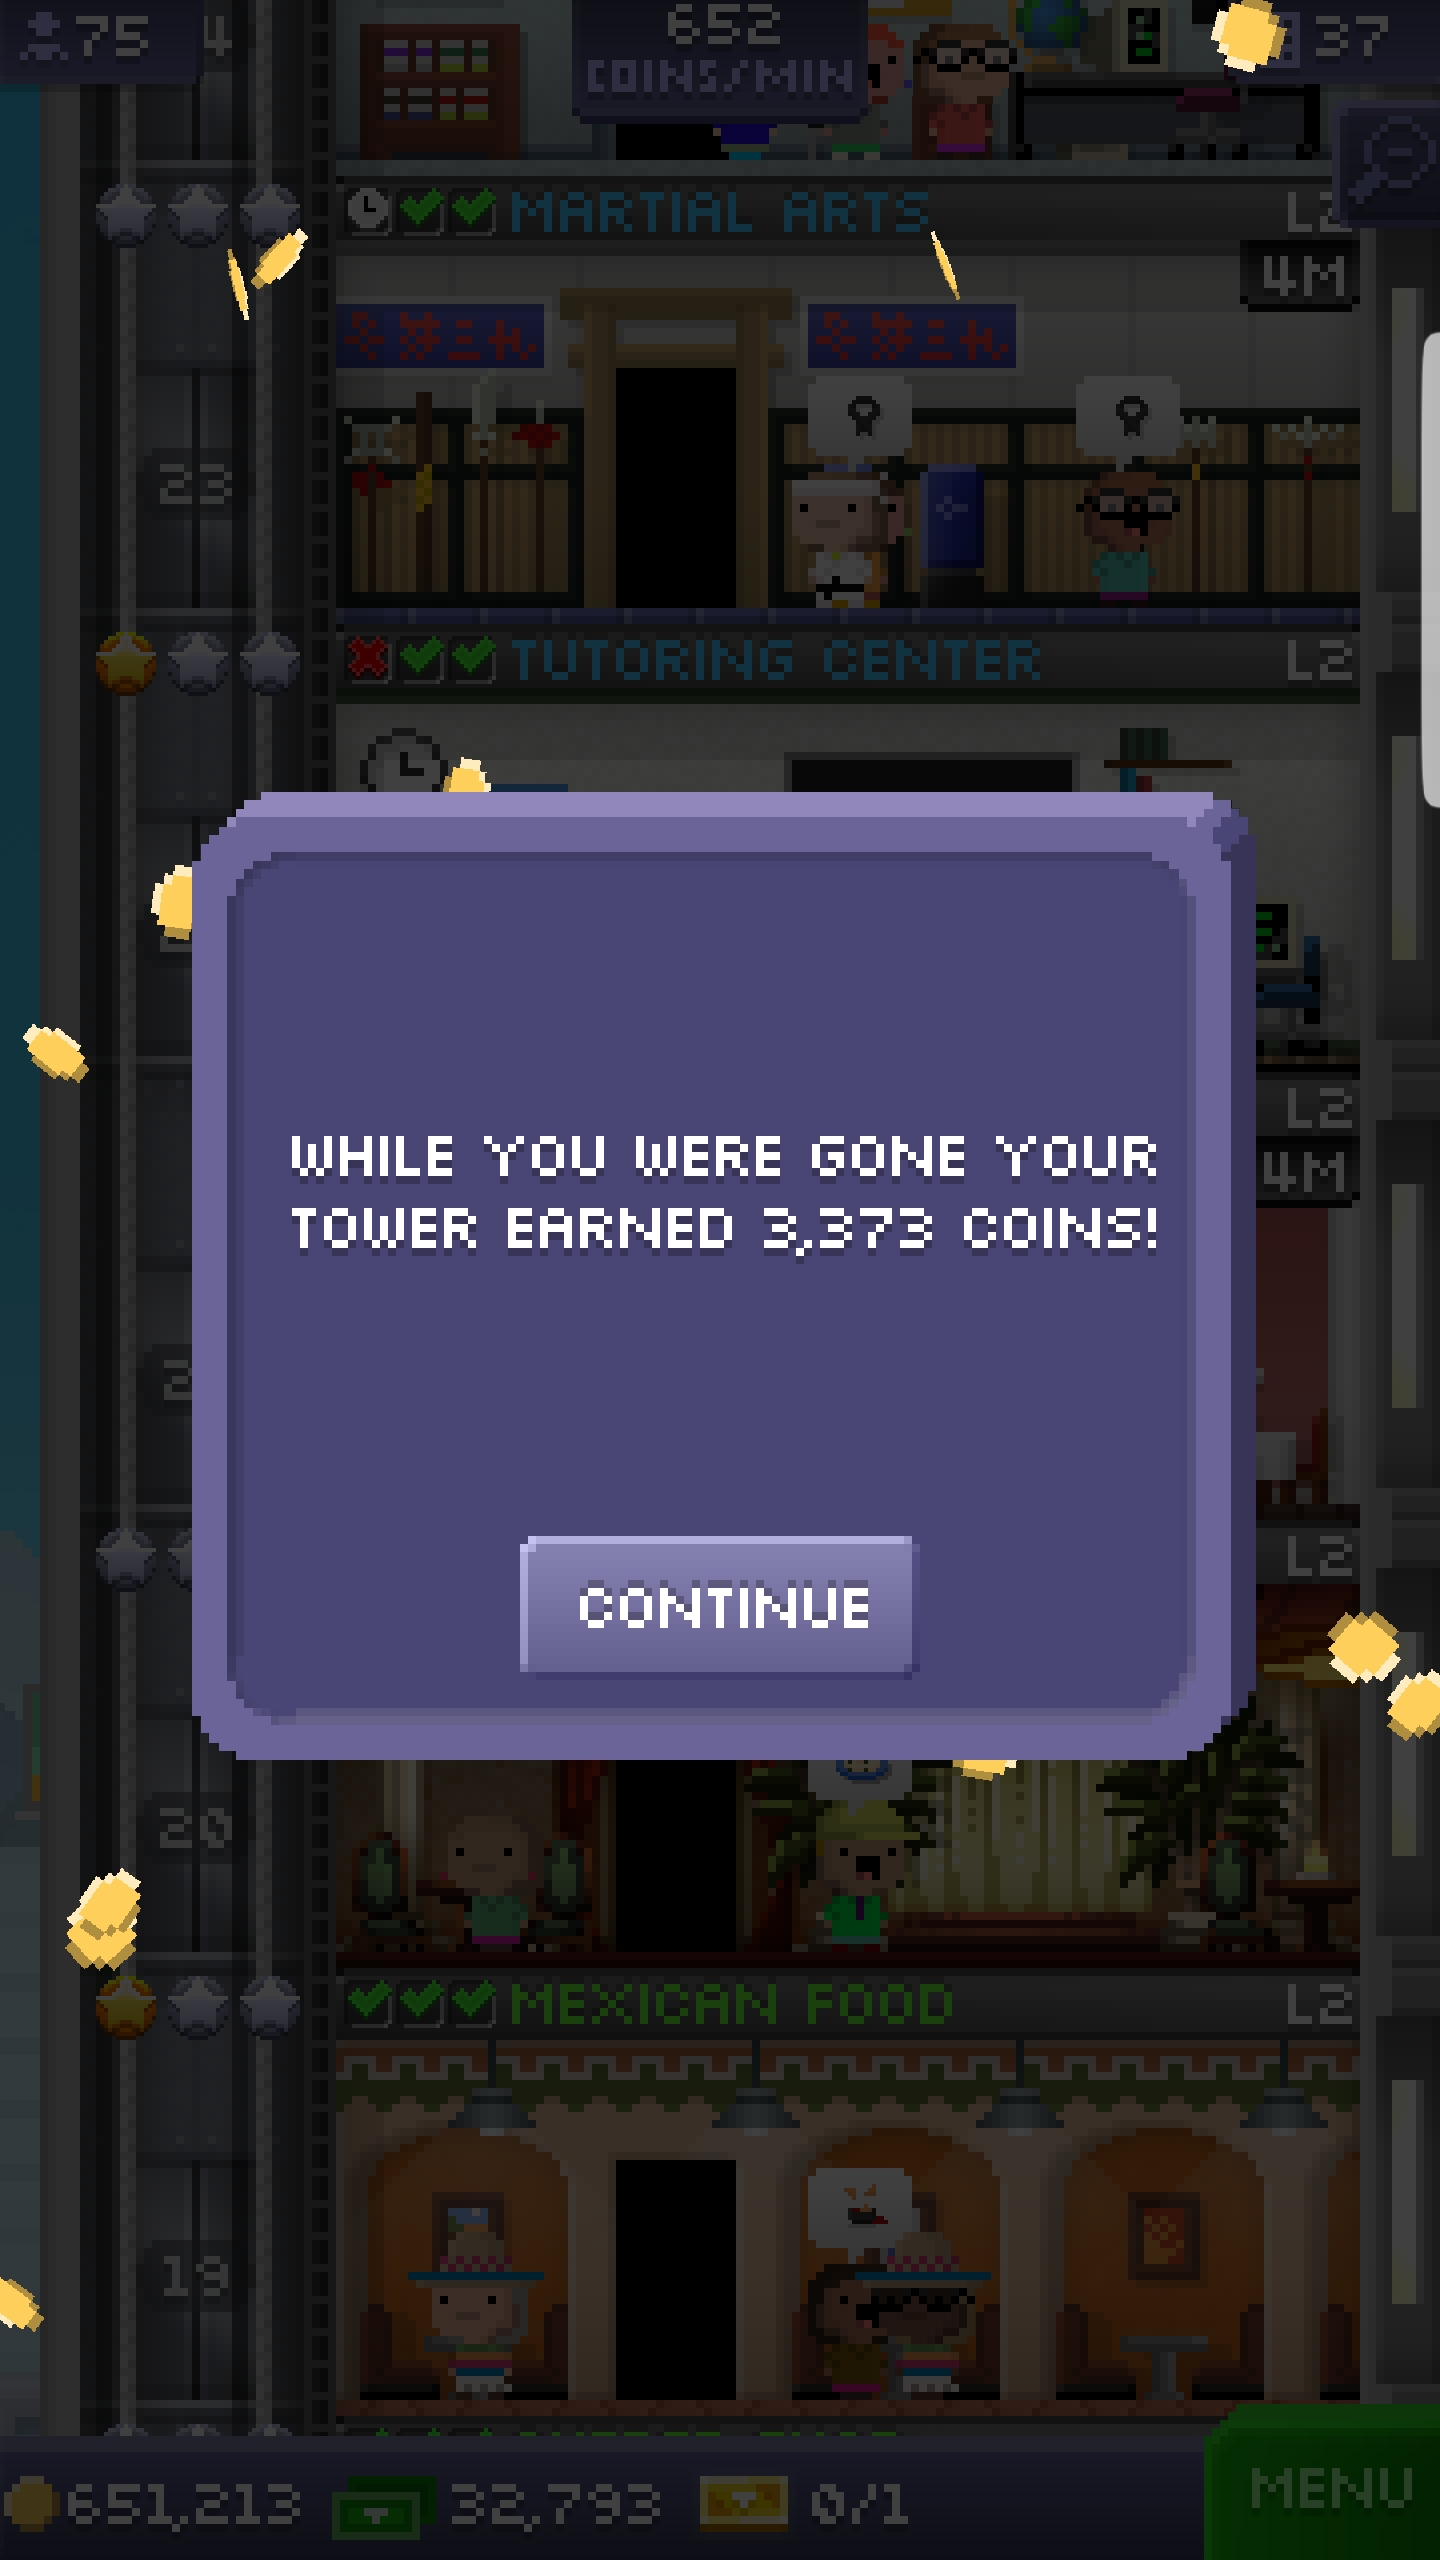 75
4
652
COINS/MIN
37
MARTIAL ARTS
4M
23
TUTORING CENTER
L2
L2
4M
WHILE YOU WERE GONE YOUR
TOWER EARNED 3,373 COINS!
L2
CONTINUE
20
MEXICAN FOOD
L2
19
651,213
32,793
0/1
MENU